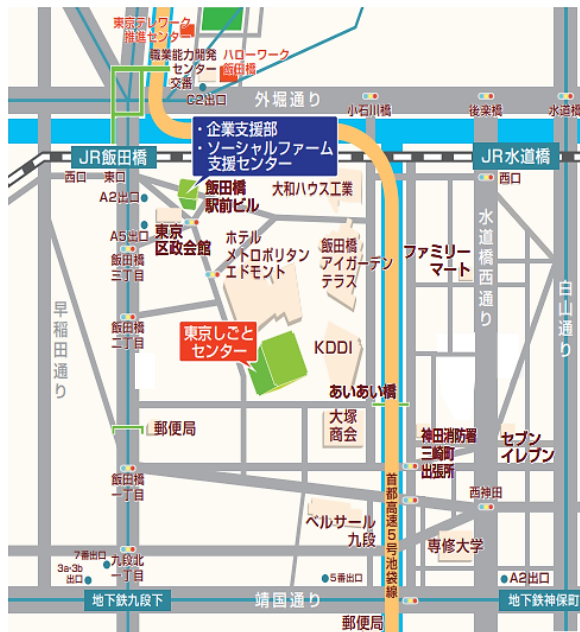 東京テレワーク
推進センター
職業能力開発
センター
ハローワーク
飯田橋
交番
C2出口
外堀通り
小石川橋
後楽橋
水道橋
・企業支援部
・ソーシャルファーム
支援センター
JR飯田橋
JR水道橋
西口
東口
西口
A2出口
飯田橋
駅前ビル
大和ハウス工業
A5出口
東京
区政会館
ホテル
メトロポリタン
エドモント
飯田橋
アイガーデン
テラス
ファミリー
マート
水道橋西通り
白山通り
飯田橋
三丁目
早稲田通り
飯田橋
二丁目
東京しごと
センター
KDDI
あいあい橋
郵便局
大塚
商会
神田消防署
三崎町
出張所
セブン
イレブン
飯田橋
一丁目
首都高速5号池袋線
西神田
ベルサール
九段
専修大学
7番出口
3a・3b
出口
九段北
一丁目
5番出口
A2出口
地下鉄九段下
靖国通り
地下鉄神保町
郵便局